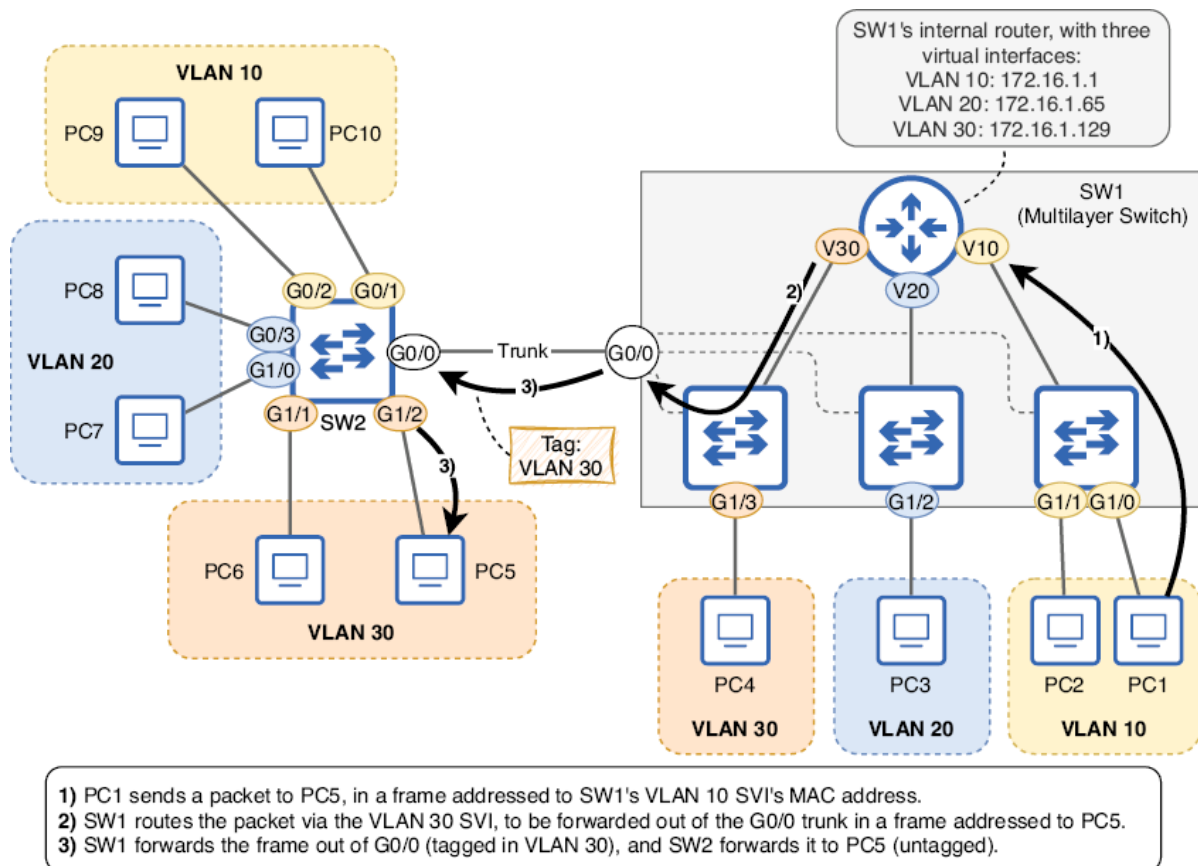 SW1's internal router, with three
virtual interfaces:
VLAN 10: 172.16.1.1
VLAN 20: 172.16.1.65
VLAN 30: 172.16.1.129
VLAN 10
PC9
PC10
SW1
(Multilayer Switch)
V30
V10
V20
PC8
G0/2
G0/1
2)
1)
G0/3
VLAN 20
G0/0
Trunk
G0/0
G1/0
3)
PC7
G1/1
G1/2
SW2
Tag:
VLAN 30
3)
G1/3
G1/2
G1/1
G1/0
PC6
PC5
VLAN 30
PC4
PC3
PC2
PC1
VLAN 30
VLAN 20
VLAN 10
1) PC1 sends a packet to PC5, in a frame addressed to SW1's VLAN 10 SVI's MAC address.
2) SW1 routes the packet via the VLAN 30 SVI, to be forwarded out of the G0/0 trunk in a frame addressed to PC5.
3) SW1 forwards the frame out of G0/0 (tagged in VLAN 30), and SW2 forwards it to PC5 (untagged).